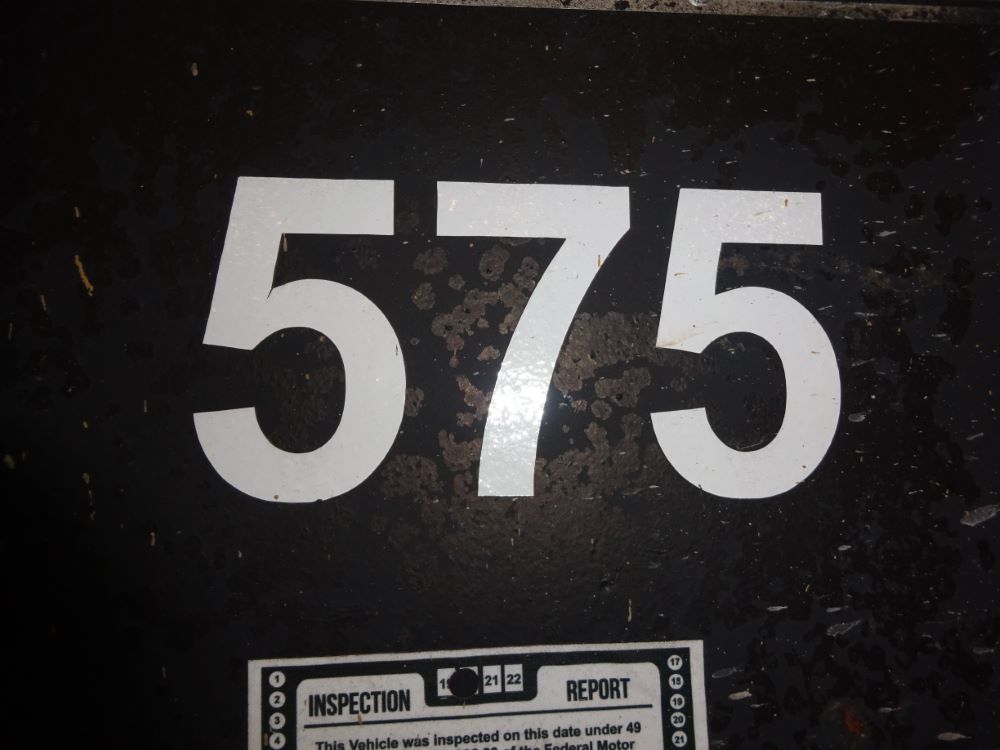 575
21 22
INSPECTION REPORT
1 17
2 18
3 19
4 20
21
This Vehicle was inspected on this date under 49
of the Federal Motor